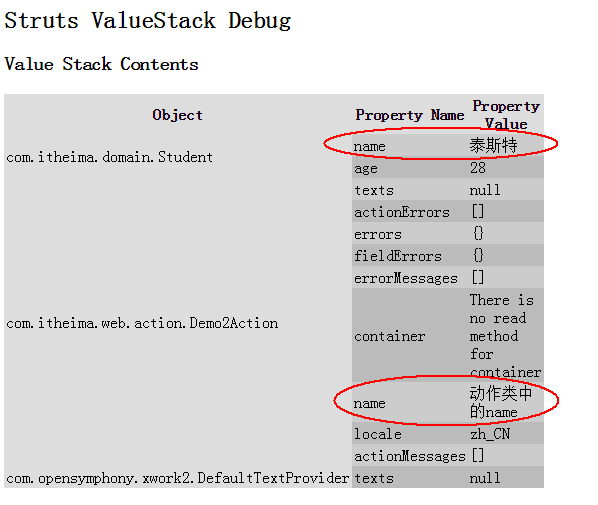 Struts ValueStack Debug
Value Stack Contents
Object Property Name Property
Value
com.itheima.domain.Student name 泰斯特
age 28
texts null
actionErrors []
errors {}
fieldErrors {}
errorMessages []
com.itheima.web.action.Demo2Action container There is
no read
method
for
container
name 动作类中
的name
locale zh_CN
actionMessages []
com.opensymphony.xwork2.DefaultTextProvider texts null